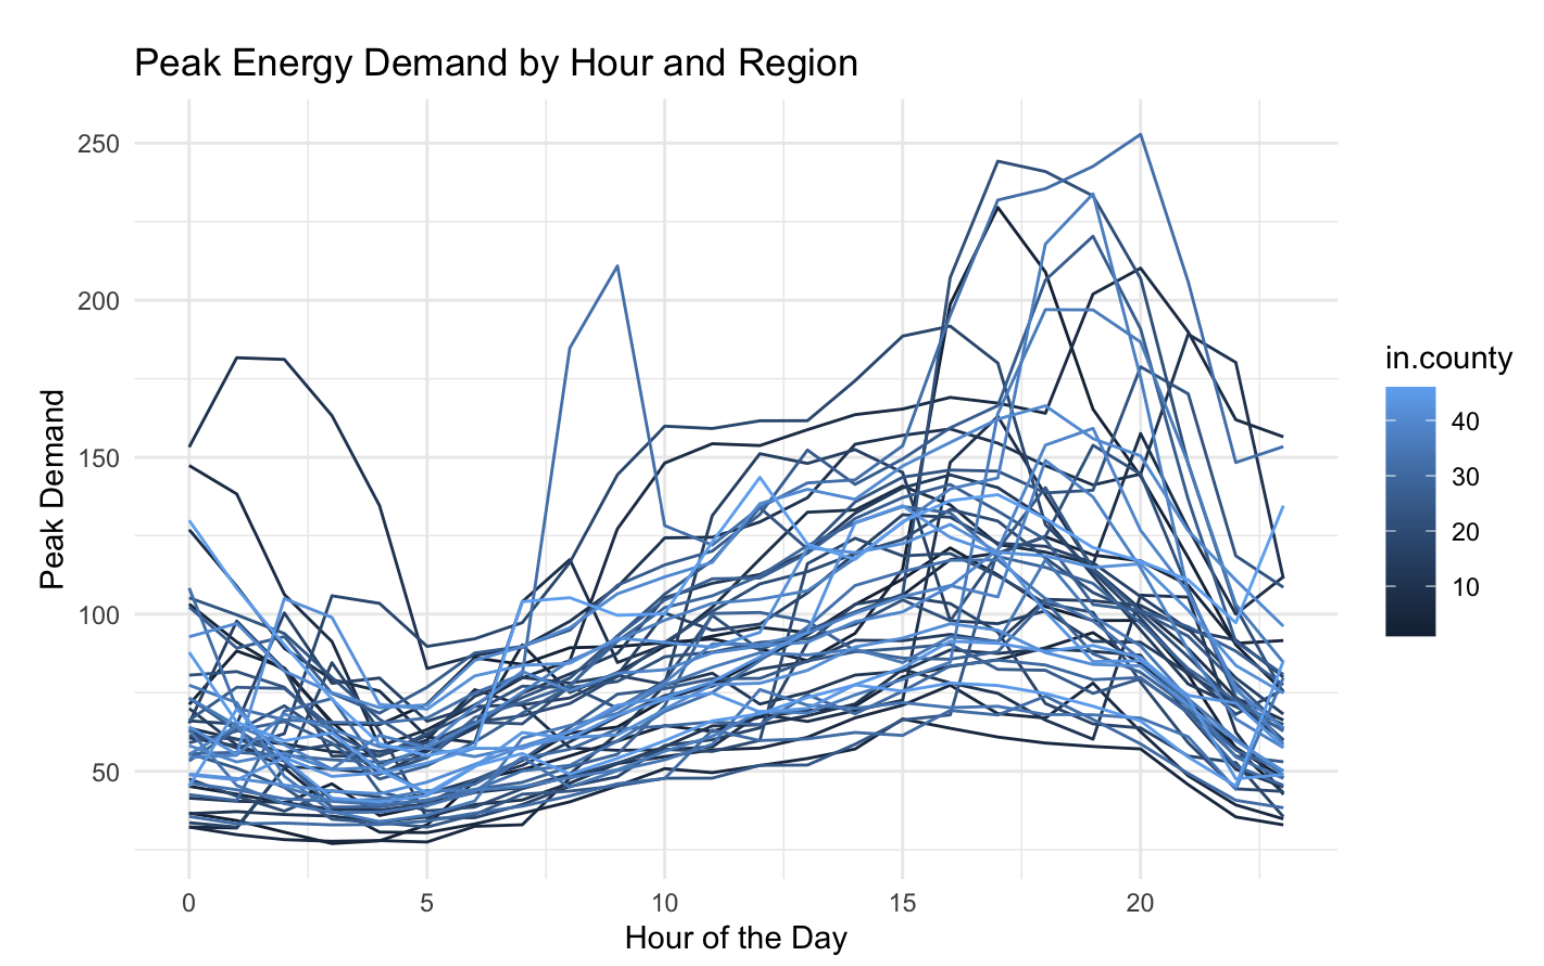 Peak Energy Demand by Hour and Region
250
200
150
100
50
Peak Demand
0 5 10 15 20
Hour of the Day
in.county
40
30
20
10